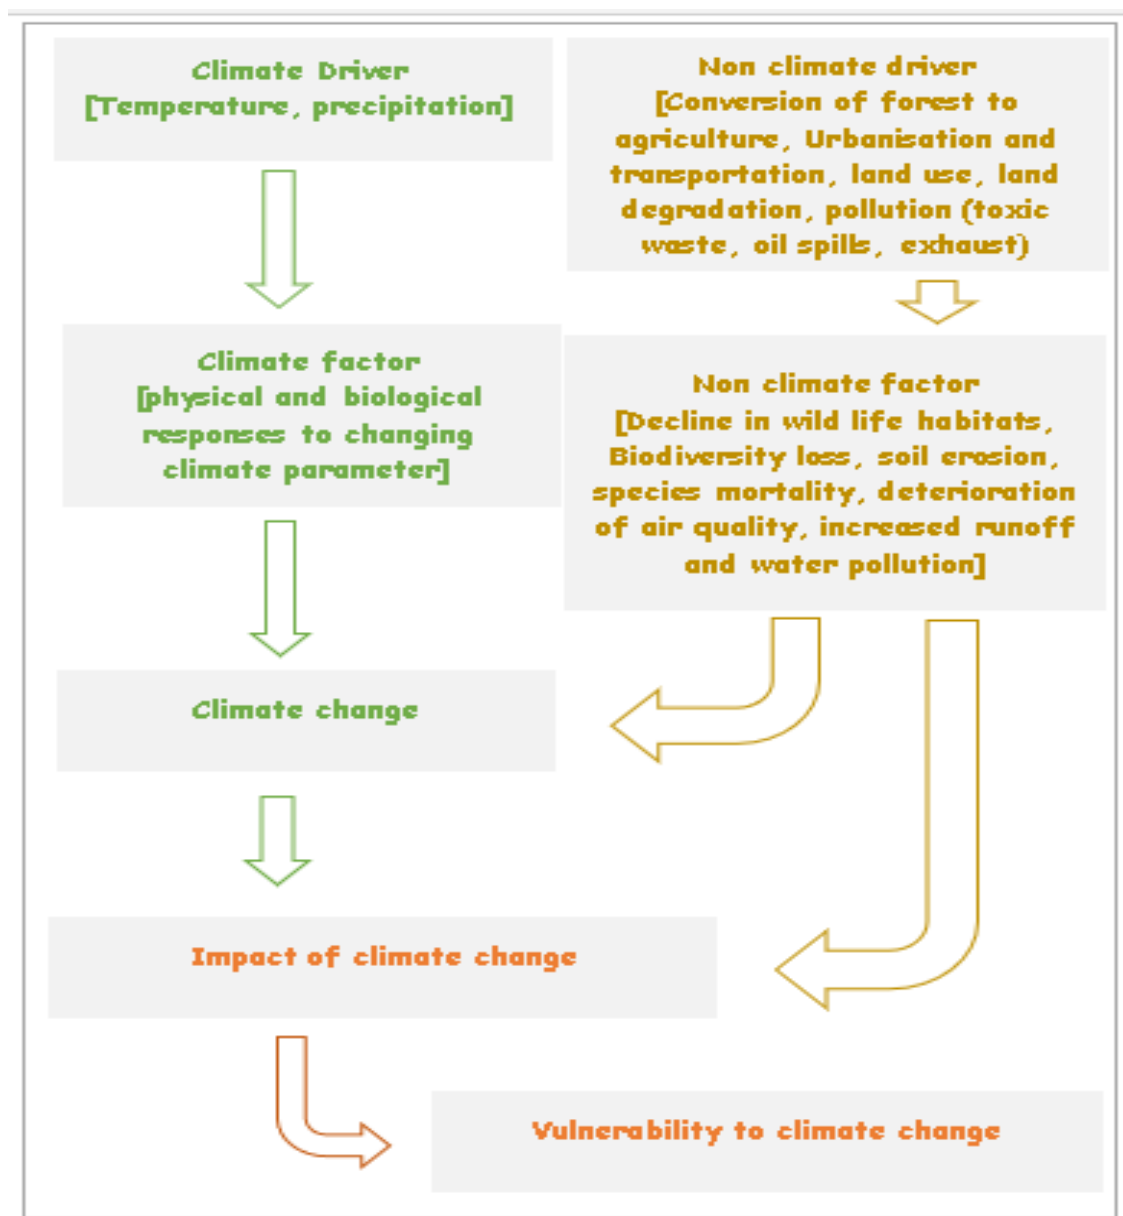 Climate Driver
[Temperature, precipitation]
Non climate driver
[Conversion of forest to
agriculture, Urbanisation and
transportation, land use, land
degradation, pollution (toxic
waste, oil spills, exhaust)
Climate factor
[physical and biological
responses to changing
climate parameter]
Non climate factor
[Decline in wild life habitats,
Biodiversity loss, soil erosion,
species mortality, deterioration
of air quality, increased runoff
and water pollution]
Climate change
Impact of climate change
Vulnerability to climate change